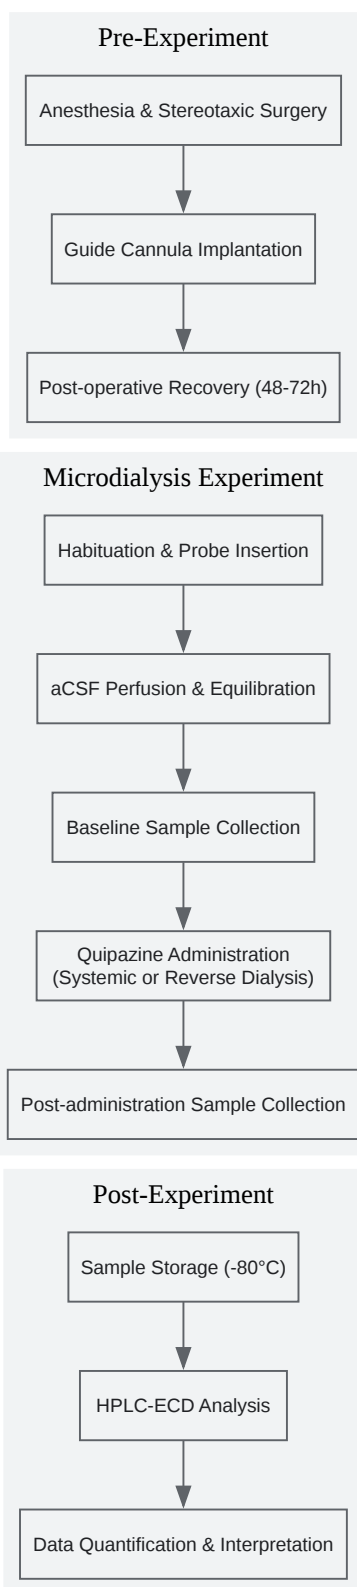 Pre-Experiment
Anesthesia & Stereotaxic Surgery
Guide Cannula Implantation
Post-operative Recovery (48-72h)
Microdialysis Experiment
Habituation & Probe Insertion
aCSF Perfusion & Equilibration
Baseline Sample Collection
Quipazine Administration
(Systemic or Reverse Dialysis)
Post-administration Sample Collection
Post-Experiment
Sample Storage (-80°C)
HPLC-ECD Analysis
Data Quantification & Interpretation